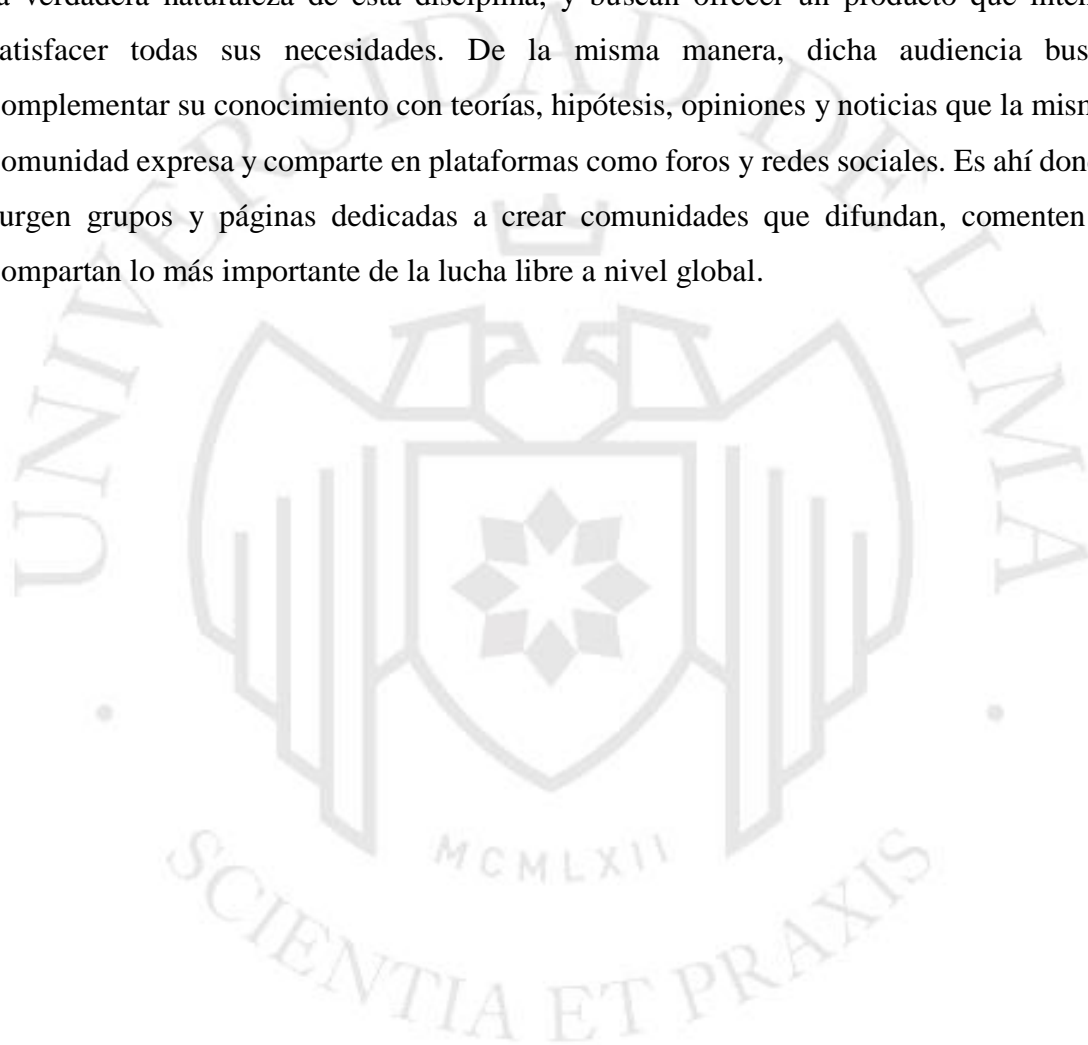 a verdadera naturaleza de esta disciplina, y buscan ofrecer un producto que inten
atisfacer todas sus necesidades. De la misma manera, dicha audiencia bus
omplementar su conocimiento con teorías, hipótesis, opiniones y noticias que la mism
omunidad expresa y comparte en plataformas como foros y redes sociales. Es ahí don
urgen grupos y páginas dedicadas a crear comunidades que difundan, comenten
ompartan lo más importante de la lucha libre a nivel global.
UNIVERSIDAD DE LIMA
MCMLXII
SCIENTIA ET PRAXIS